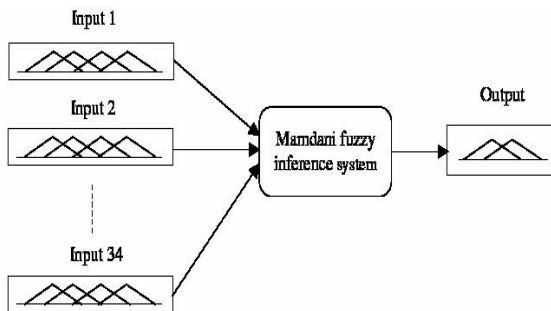 Input 1
Input 2
Input 34
Mamdani fuzzy
inference system
Output